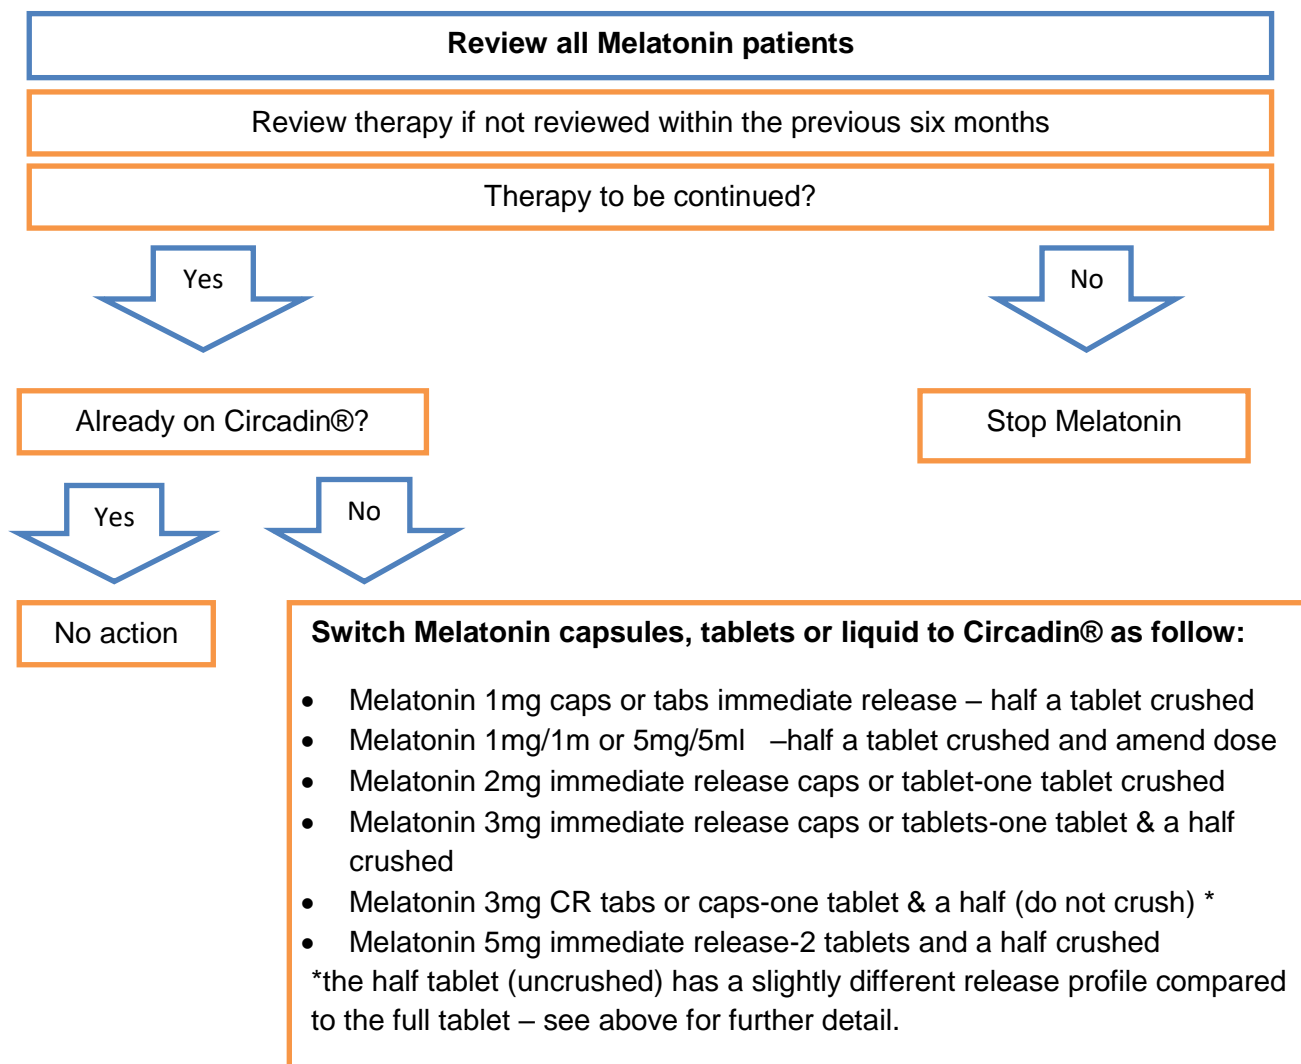 Review all Melatonin patients
Review therapy if not reviewed within the previous six months
Therapy to be continued?
Yes
No
Already on Circadin®?
Stop Melatonin
Yes
No
No action
Switch Melatonin capsules, tablets or liquid to Circadin® as follow:
• Melatonin 1mg caps or tabs immediate release – half a tablet crushed
• Melatonin 1mg/1m or 5mg/5ml –half a tablet crushed and amend dose
• Melatonin 2mg immediate release caps or tablet-one tablet crushed
• Melatonin 3mg immediate release caps or tablets-one tablet & a half
crushed
• Melatonin 3mg CR tabs or caps-one tablet & a half (do not crush) *
• Melatonin 5mg immediate release-2 tablets and a half crushed
*the half tablet (uncrushed) has a slightly different release profile compared
to the full tablet – see above for further detail.